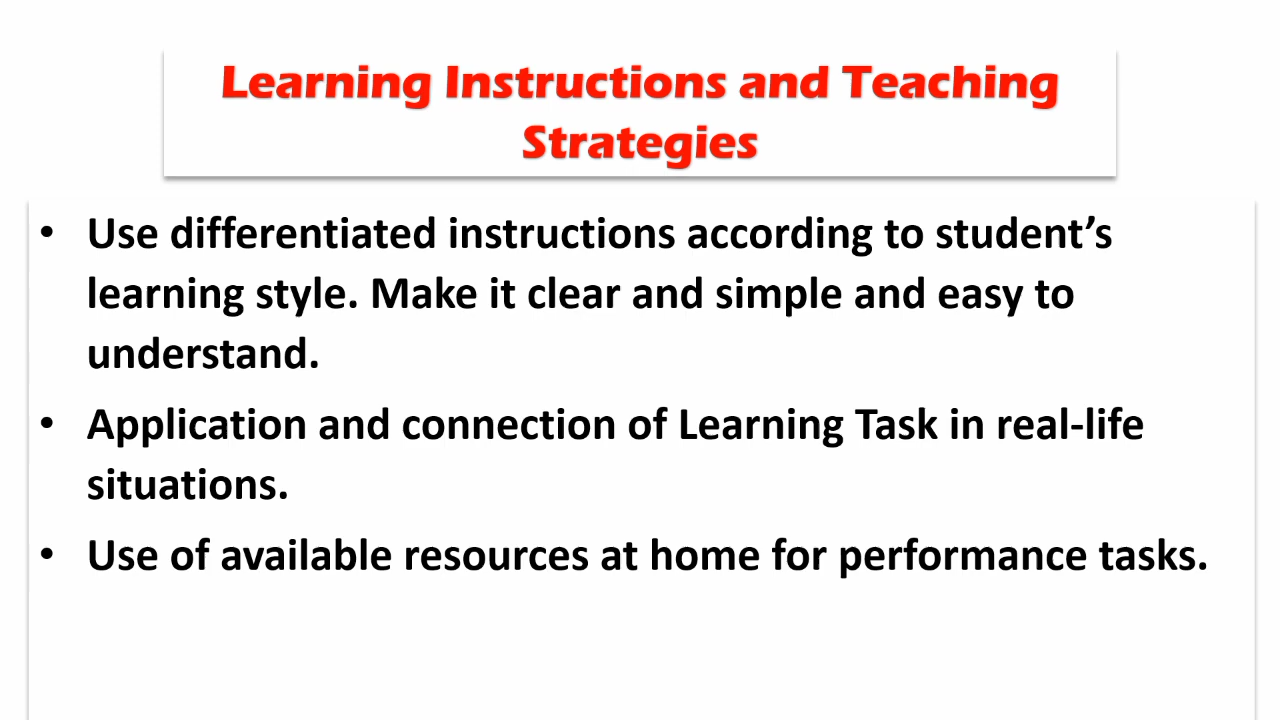 Learning Instructions and Teaching
Strategies
• Use differentiated instructions according to student’s
learning style. Make it clear and simple and easy to
understand.
• Application and connection of Learning Task in real-life
situations.
• Use of available resources at home for performance tasks.